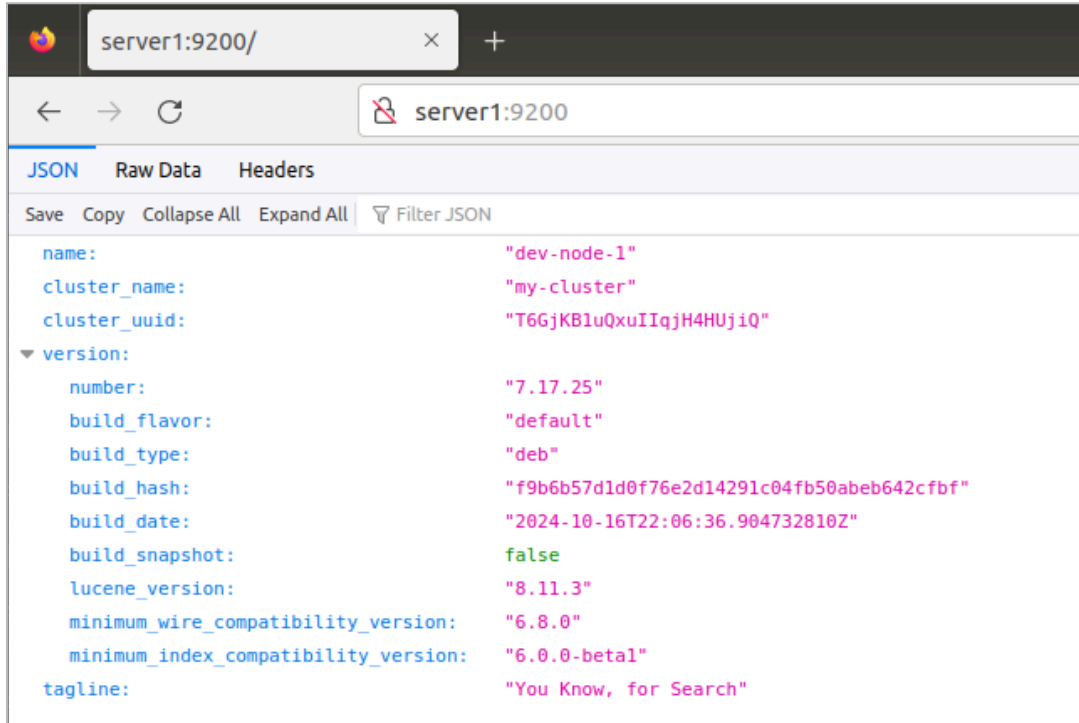 server1:9200/
server1:9200
JSON Raw Data Headers
Save Copy Collapse All Expand All Filter JSON
name: "dev-node-1"
cluster_name: "my-cluster"
cluster_uuid: "T6GjKB1uQxuIIqjH4HUjiQ"
version:
number: "7.17.25"
build_flavor: "default"
build_type: "deb"
build_hash: "f9b6b57d1d0f76e2d14291c04fb50abeb642cfbf"
build_date: "2024-10-16T22:06:36.904732810Z"
build_snapshot: false
lucene_version: "8.11.3"
minimum_wire_compatibility_version: "6.8.0"
minimum_index_compatibility_version: "6.0.0-beta1"
tagline: "You Know, for Search"